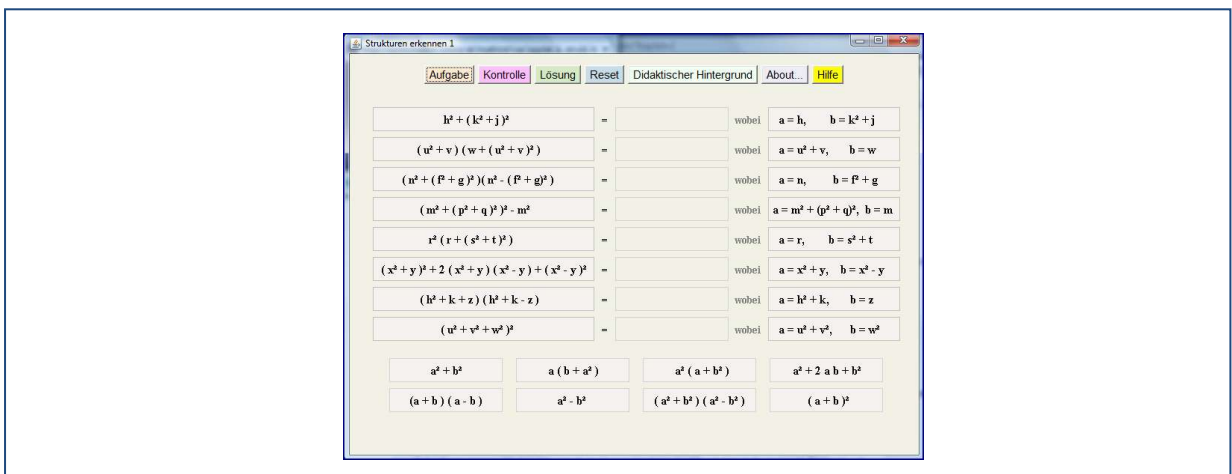 Strukturen erkennen 1
Aufgabe Kontrolle Lösung Reset Didaktischer Hintergrund About... Hilfe
h² + ( k² + j )² = wobei a = h, b = k² + j
( u² + v ) ( w + ( u² + v )² ) = wobei a = u² + v, b = w
( n² + ( f² + g )² )( n² - ( f² + g)² ) = wobei a = n, b = f² + g
( m² + ( p² + q )² )² - m² = wobei a = m² + (p² + q)², b = m
r² ( r + ( s² + t )² ) = wobei a = r, b = s² + t
( x² + y )² + 2 ( x² + y ) ( x² - y ) + ( x² - y )² = wobei a = x² + y, b = x² - y
( h² + k + z ) ( h² + k - z ) = wobei a = h² + k, b = z
( u² + v² + w² )² = wobei a = u² + v², b = w²
a² + b² a ( b + a² ) a² ( a + b² ) a² + 2 a b + b²
(a + b ) ( a - b ) a² - b² ( a² + b² ) ( a² - b² ) ( a + b )²